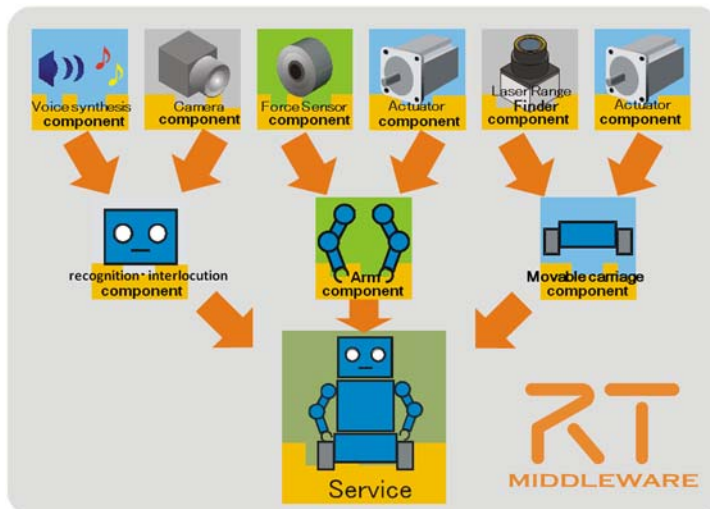 Voice synthesis
component
Camera
component
Force Sensor
component
Actuator
component
Laser Range
Finder
component
Actuator
component
recognition・interlocution
component
Arm
component
Movable carriage
component
Service
RT
MIDDLEWARE